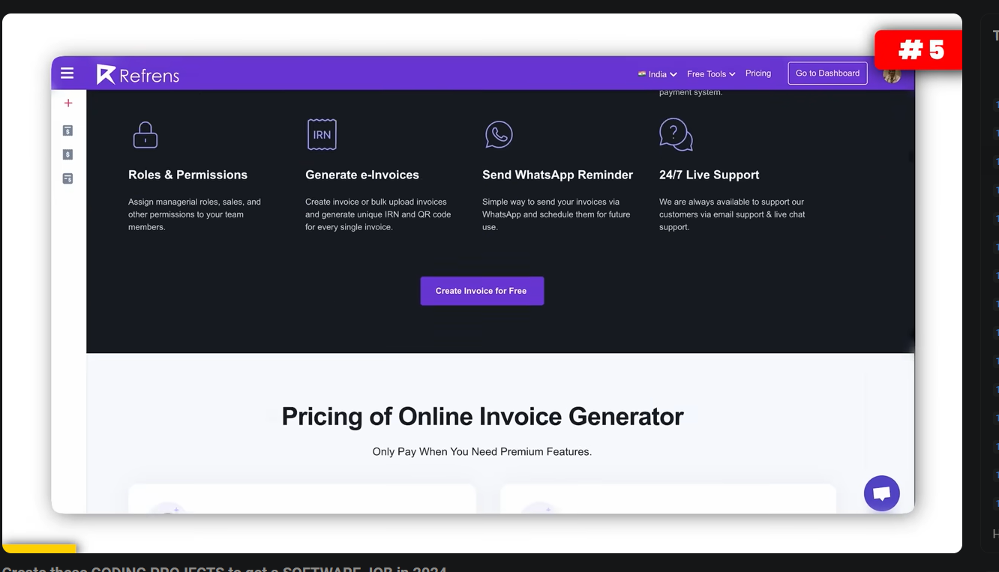 # 5
Refrens
India
Free Tools
Pricing
Go to Dashboard
payment system.
IRN
Roles & Permissions
Assign managerial roles, sales, and
other permissions to your team
members.
Generate e-Invoices
Create invoice or bulk upload invoices
and generate unique IRN and QR code
for every single invoice.
Send WhatsApp Reminder
Simple way to send your invoices via
WhatsApp and schedule them for future
use.
24/7 Live Support
We are always available to support our
customers via email support & live chat
support.
Create Invoice for Free
Pricing of Online Invoice Generator
Only Pay When You Need Premium Features.
Create these CODING PROJECTS to get a SOFTWARE JOB in 2024